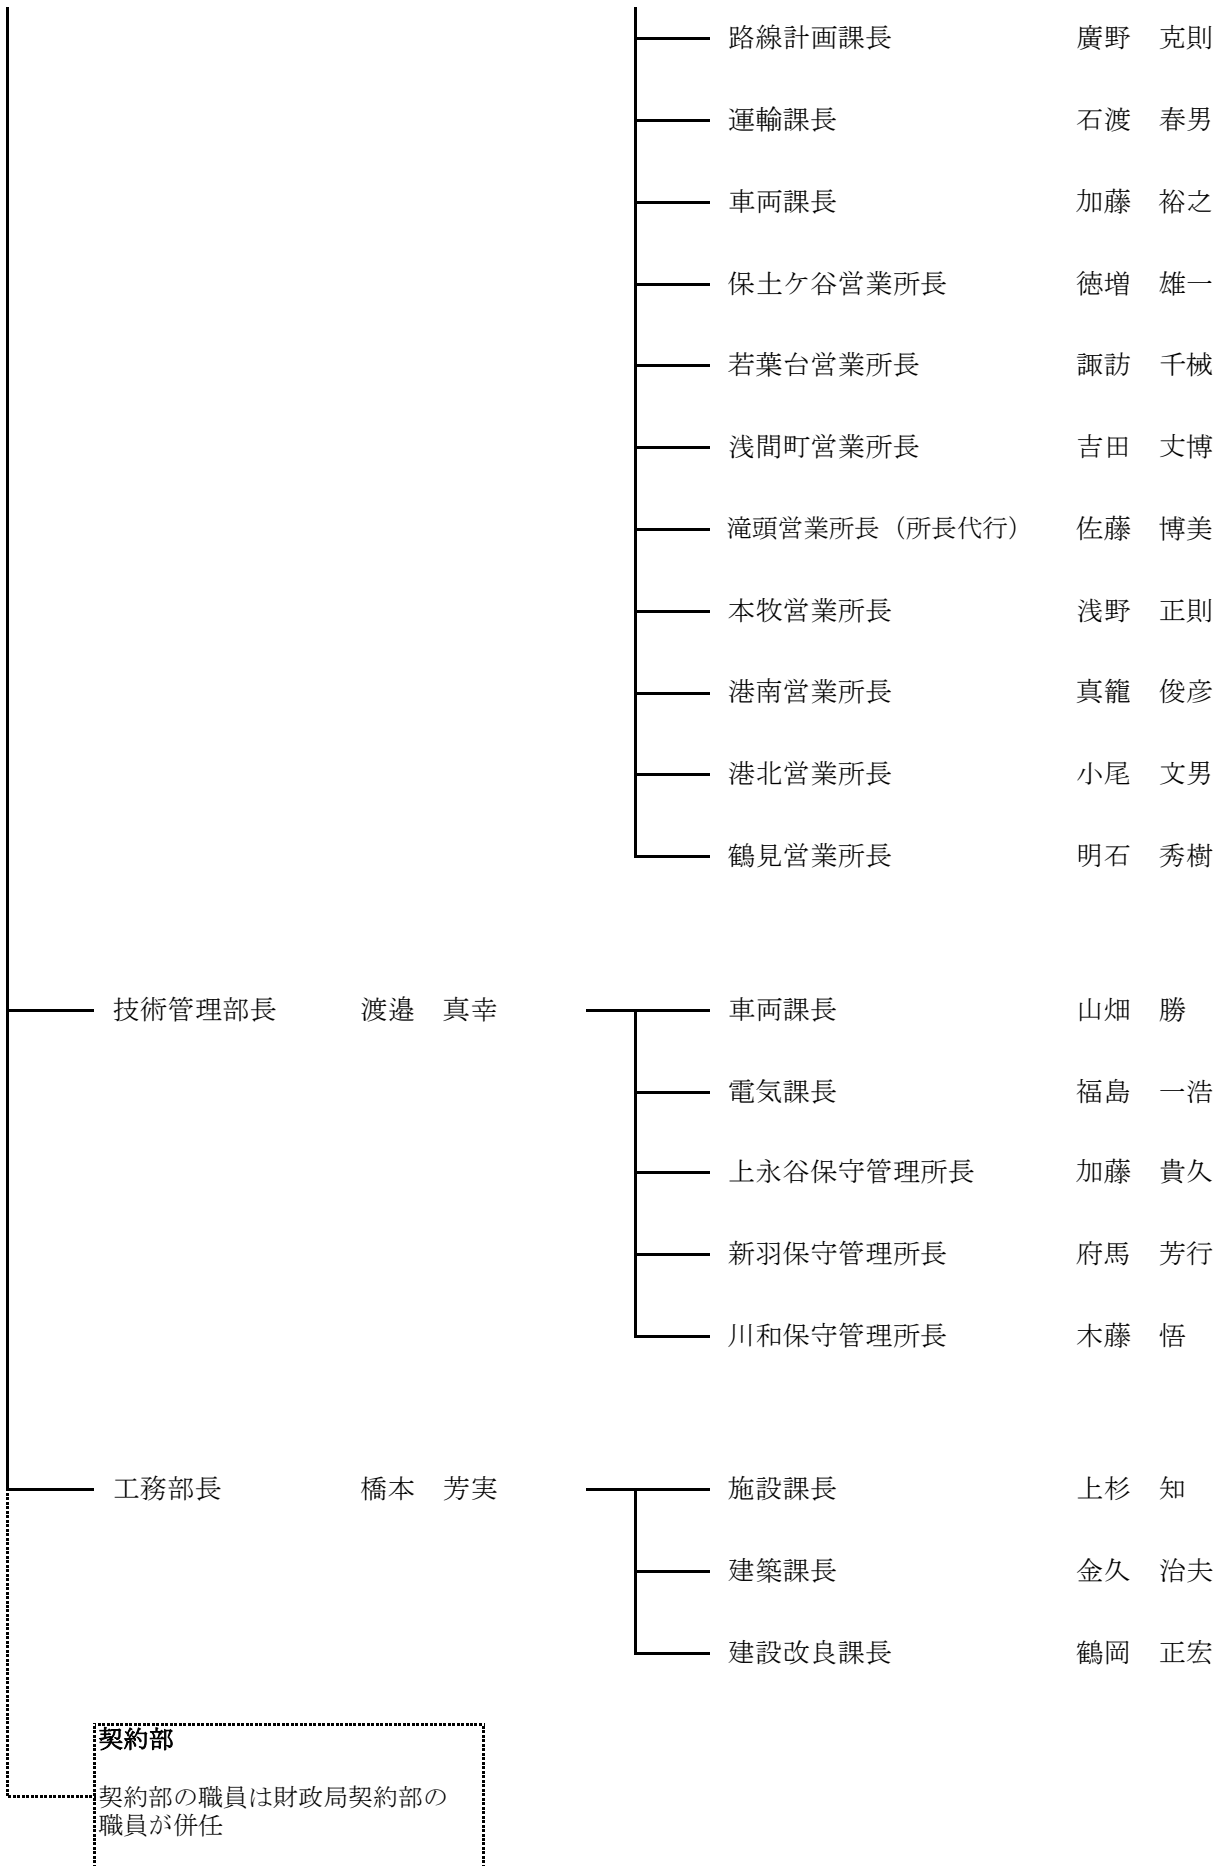 路線計画課長　廣野　克則
運輸課長　石渡　春男
車両課長　加藤　裕之
保土ケ谷営業所長　徳増　雄一
若葉台営業所長　諏訪　千械
浅間町営業所長　吉田　丈博
滝頭営業所長（所長代行）　佐藤　博美
本牧営業所長　浅野　正則
港南営業所長　真籠　俊彦
港北営業所長　小尾　文男
鶴見営業所長　明石　秀樹
技術管理部長　渡邉　真幸　車両課長　山畑　勝
電気課長　福島　一浩
上永谷保守管理所長　加藤　貴久
新羽保守管理所長　府馬　芳行
川和保守管理所長　木藤　悟
工務部長　橋本　芳実　施設課長　上杉　知
建築課長　金久　治夫
建設改良課長　鶴岡　正宏
契約部
契約部の職員は財政局契約部の
職員が併任